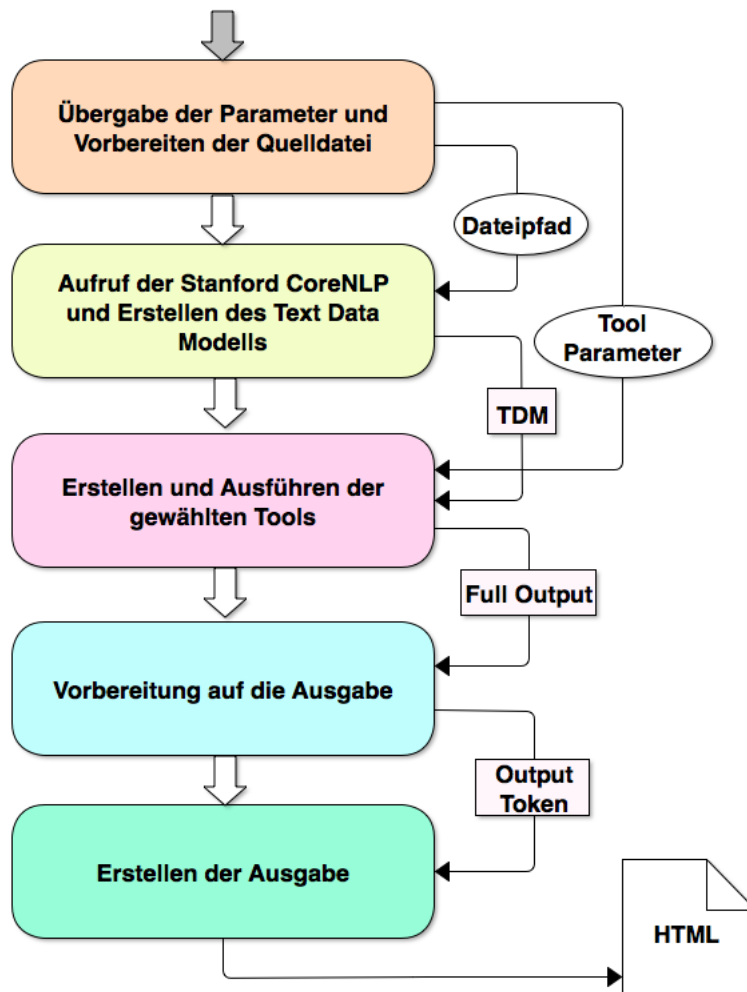 Übergabe der Parameter und
Vorbereiten der Quelldatei
Dateipfad
Aufruf der Stanford CoreNLP
und Erstellen des Text Data
Modells
Tool
Parameter
TDM
Erstellen und Ausführen der
gewählten Tools
Full Output
Vorbereitung auf die Ausgabe
Output
Token
Erstellen der Ausgabe
HTML